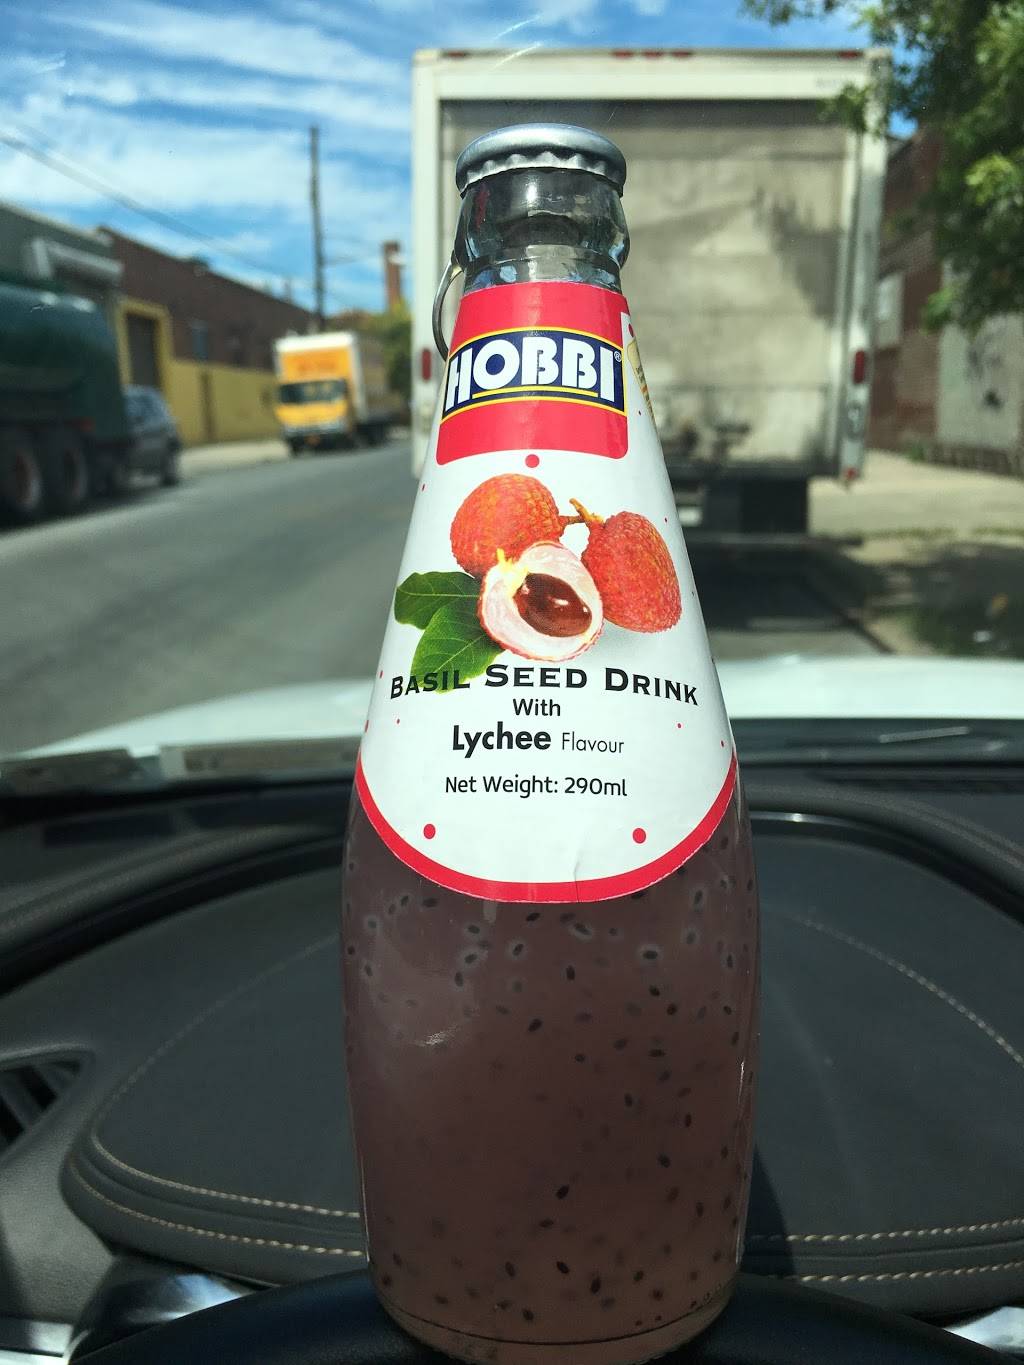 HOBBI®
BASIL SEED DRINK
With
Lychee Flavour
Net Weight: 290ml